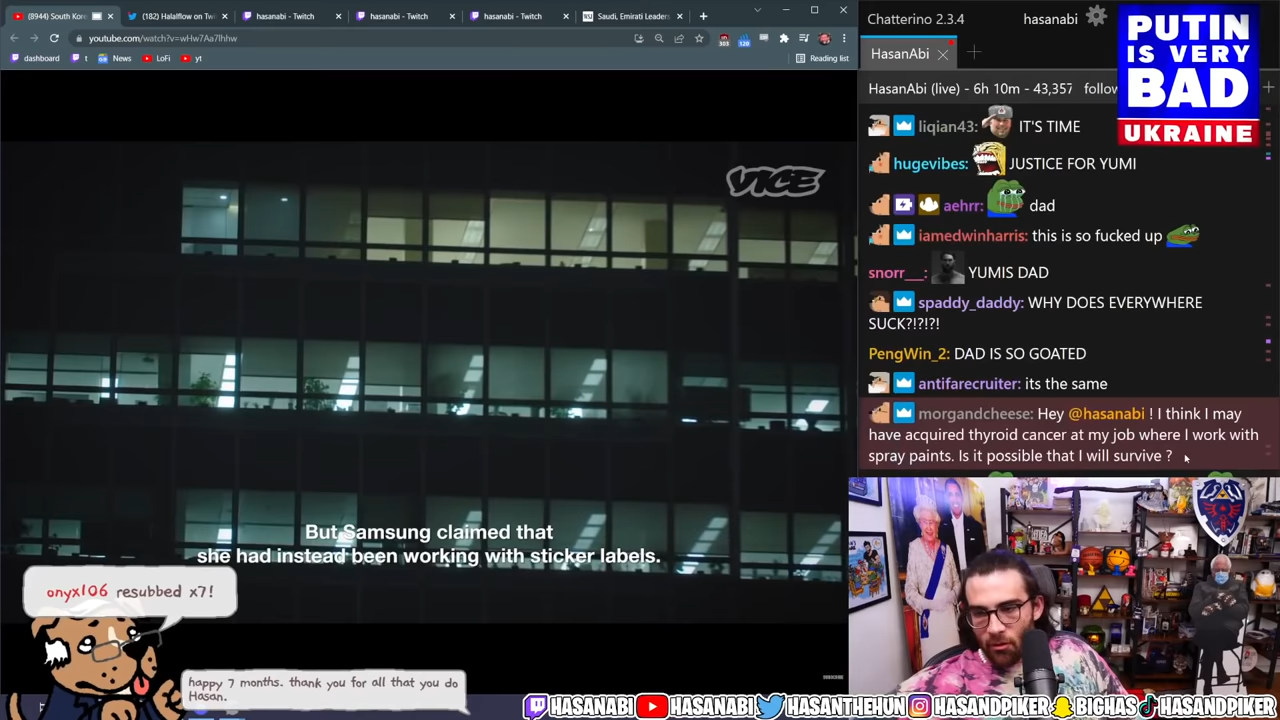 (8944) South Kor
(182) Halalflow on Tw
hasanabi - Twitch
hasanabi - Twitch
hasanabi - Twitch
Saudi, Emirati Leader
youtube.com/watch?v=wHw7Aa7lhhw
dashboard
t
News
LoFi
yt
Reading list
VICE
But Samsung claimed that
she had instead been working with sticker labels.
onyx106 resubbed x7!
happy 7 months. thank you for all that you do
Hasan.
Chatterino 2.3.4
hasanabi
HasanAbi
HasanAbi (live) - 6h 10m - 43,357
follow
PUTIN
IS VERY
BAD
UKRAINE
liqian43: IT'S TIME
hugevibes: JUSTICE FOR YUMI
aehrr: dad
iamedwinharris: this is so fucked up
snorr___: YUMIS DAD
spaddy_daddy: WHY DOES EVERYWHERE
SUCK?!?!?!
PengWin_2: DAD IS SO GOATED
antifarecruiter: its the same
morgandcheese: Hey @hasanabi ! I think I may
have acquired thyroid cancer at my job where I work with
spray paints. Is it possible that I will survive ?
HASANABI
HASANABI
HASANTHEHUN
HASANDPIKER
BIGHAS
HASANDPIKER